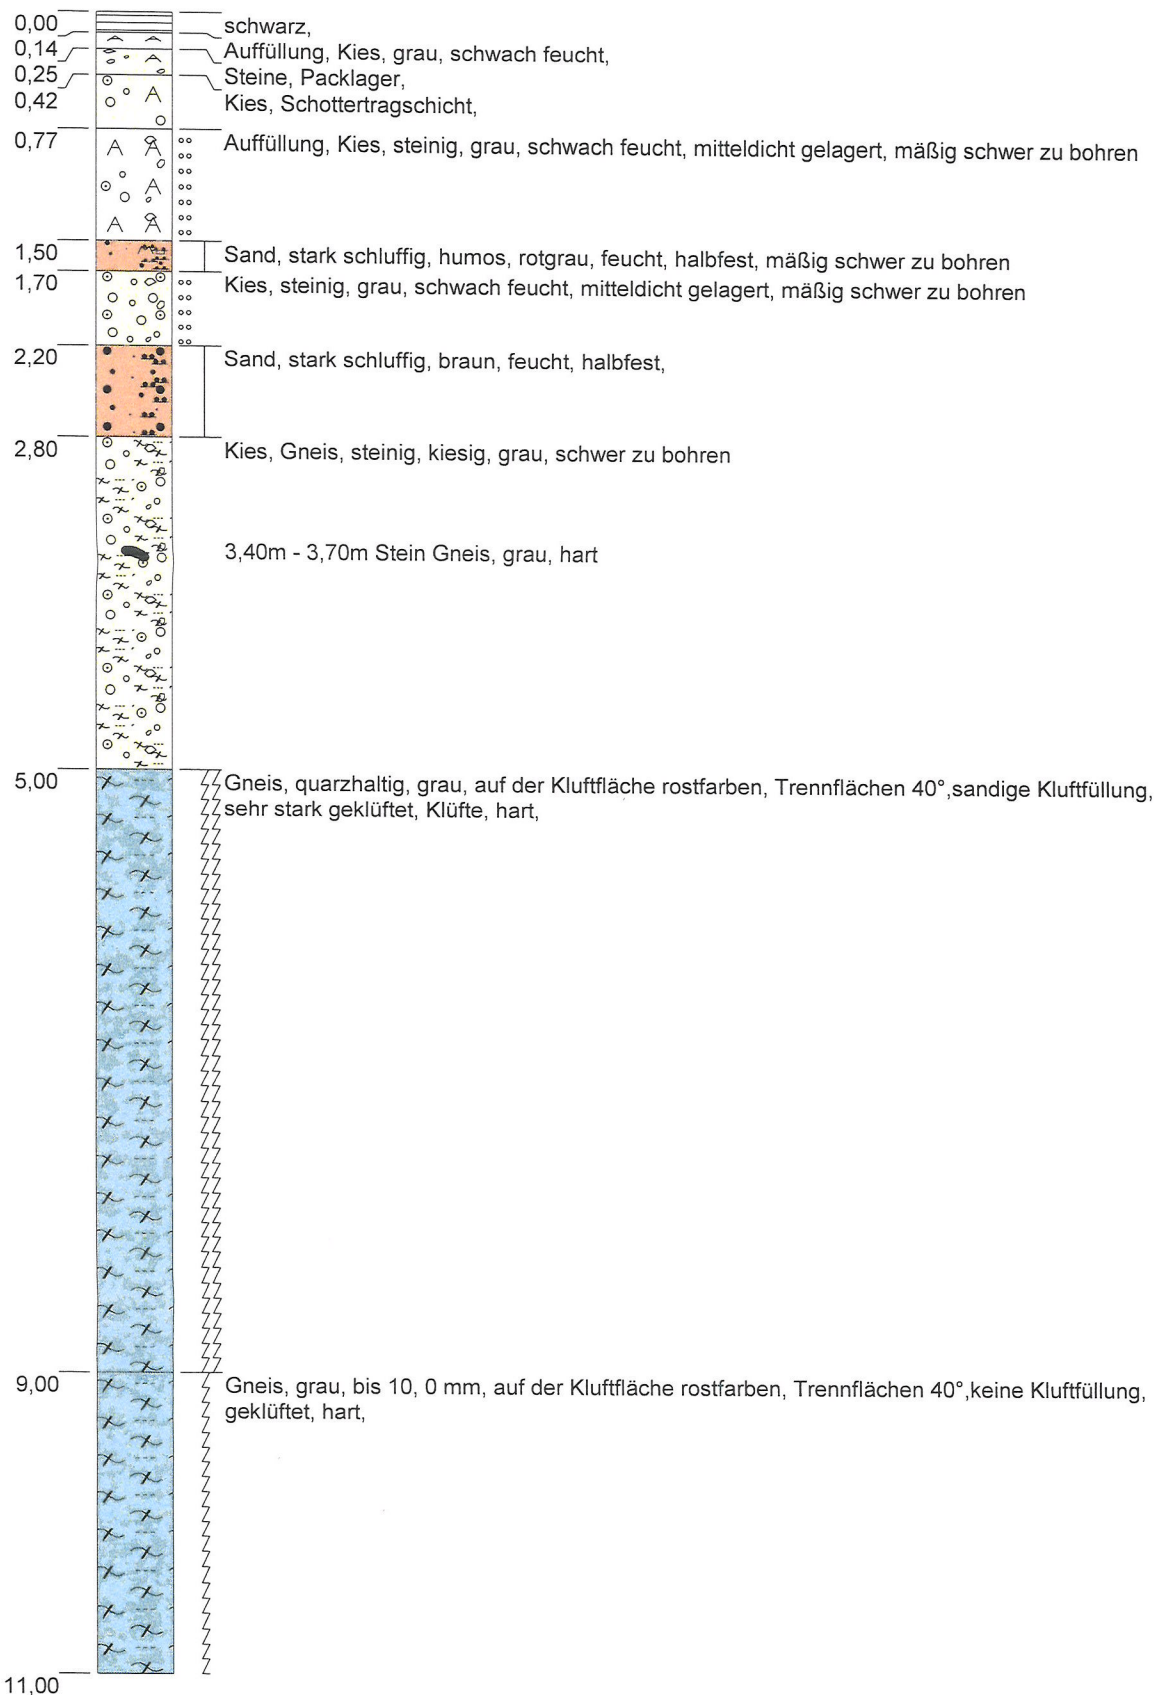 0,00
schwarz,
0,14
Auffüllung, Kies, grau, schwach feucht,
0,25
Steine, Packlager,
0,42
Kies, Schottertragschicht,
0,77
Auffüllung, Kies, steinig, grau, schwach feucht, mitteldicht gelagert, mäßig schwer zu bohren
1,50
Sand, stark schluffig, humos, rotgrau, feucht, halbfest, mäßig schwer zu bohren
1,70
Kies, steinig, grau, schwach feucht, mitteldicht gelagert, mäßig schwer zu bohren
2,20
Sand, stark schluffig, braun, feucht, halbfest,
2,80
Kies, Gneis, steinig, kiesig, grau, schwer zu bohren
3,40m - 3,70m Stein Gneis, grau, hart
5,00
Gneis, quarzhaltig, grau, auf der Kluftfläche rostfarben, Trennflächen 40°,sandige Kluftfüllung,
sehr stark geklüftet, Klüfte, hart,
9,00
Gneis, grau, bis 10, 0 mm, auf der Kluftfläche rostfarben, Trennflächen 40°,keine Kluftfüllung,
geklüftet, hart,
11,00